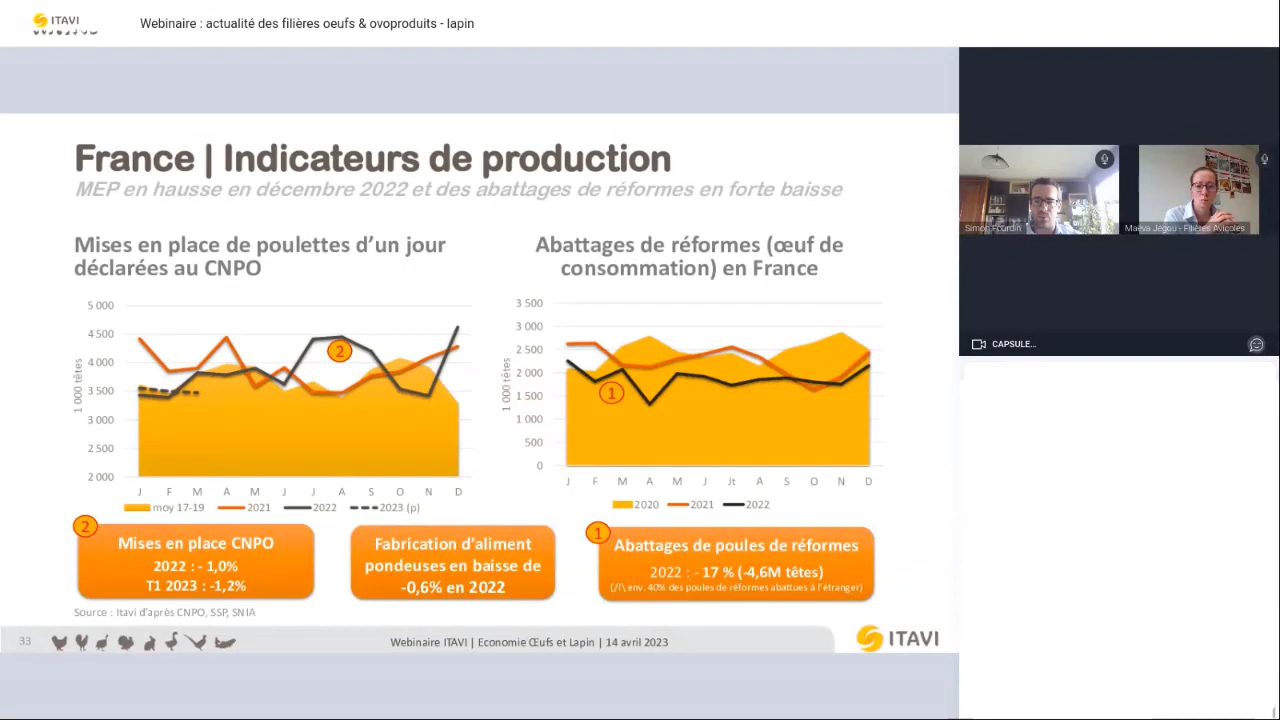 ITAVI
Webinaire : actualité des filières oeufs & ovoproduits - lapin
France | Indicateurs de production
MEP en hausse en décembre 2022 et des abattages de réformes en forte baisse
Mises en place de poulettes d'un jour
déclarées au CNPO
5 000
4 500
4 000
3 500
3 000
2 500
2 000
1 000 têtes
2
J F M A M J J A S O N D
moy 17-19 2021 2022 2023 (p)
Abattages de réformes (œuf de
consommation) en France
3 500
3 000
2 500
2 000
1 500
1 000
500
0
1 000 têtes
1
J F M A M J Jt A S O N D
2020 2021 2022
2
Mises en place CNPO
2022 : - 1,0%
T1 2023 : -1,2%
Fabrication d'aliment
pondeuses en baisse de
-0,6% en 2022
1
Abattages de poules de réformes
2022 : - 17 % (-4,6M têtes)
(/!\ env. 40% des poules de réformes abattues à l'étranger)
Source : Itavi d'après CNPO, SSP, SNIA
33
Webinaire ITAVI | Economie Œufs et Lapin | 14 avril 2023
ITAVI
Simon Fourdin
Maéva Jégou - Filières Avicoles
CAPSULE...